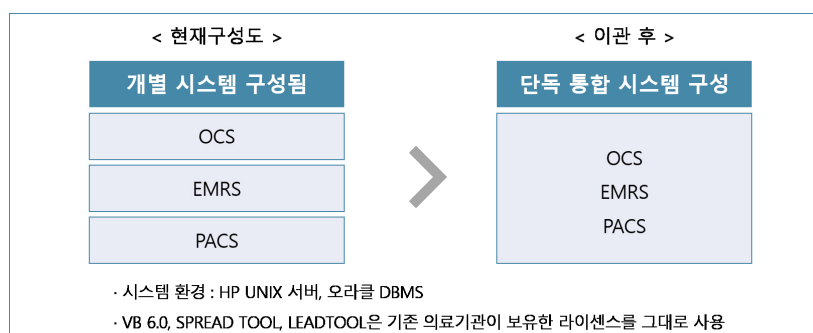 < 현재구성도 >
< 이관 후 >
개별 시스템 구성됨
단독 통합 시스템 구성
OCS
EMRS
PACS
OCS
EMRS
PACS
· 시스템 환경 : HP UNIX 서버, 오라클 DBMS
· VB 6.0, SPREAD TOOL, LEADTOOL은 기존 의료기관이 보유한 라이센스를 그대로 사용